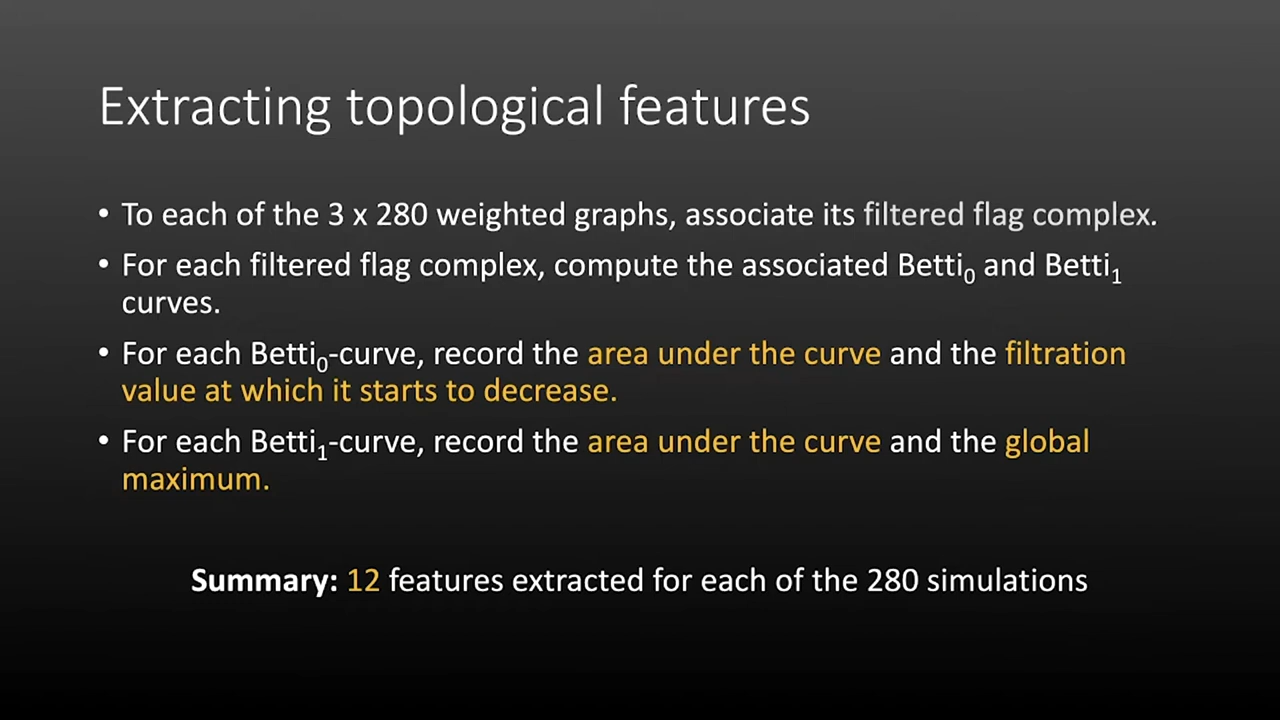 Extracting topological features
• To each of the 3 x 280 weighted graphs, associate its filtered flag complex.
• For each filtered flag complex, compute the associated Betti₀ and Betti₁
curves.
• For each Betti₀-curve, record the area under the curve and the filtration
value at which it starts to decrease.
• For each Betti₁-curve, record the area under the curve and the global
maximum.
Summary: 12 features extracted for each of the 280 simulations